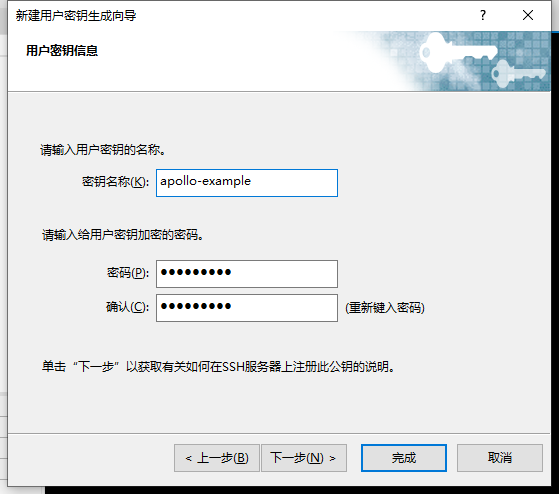 新建用户密钥生成向导
用户密钥信息
请输入用户密钥的名称。
密钥名称(K): apollo-example
请输入给用户密钥加密的密码。
密码(P): ●●●●●●●●●
确认(C): ●●●●●●●●● (重新键入密码)
单击“下一步”以获取有关如何在SSH服务器上注册此公钥的说明。
< 上一步(B) 下一步(N) > 完成 取消